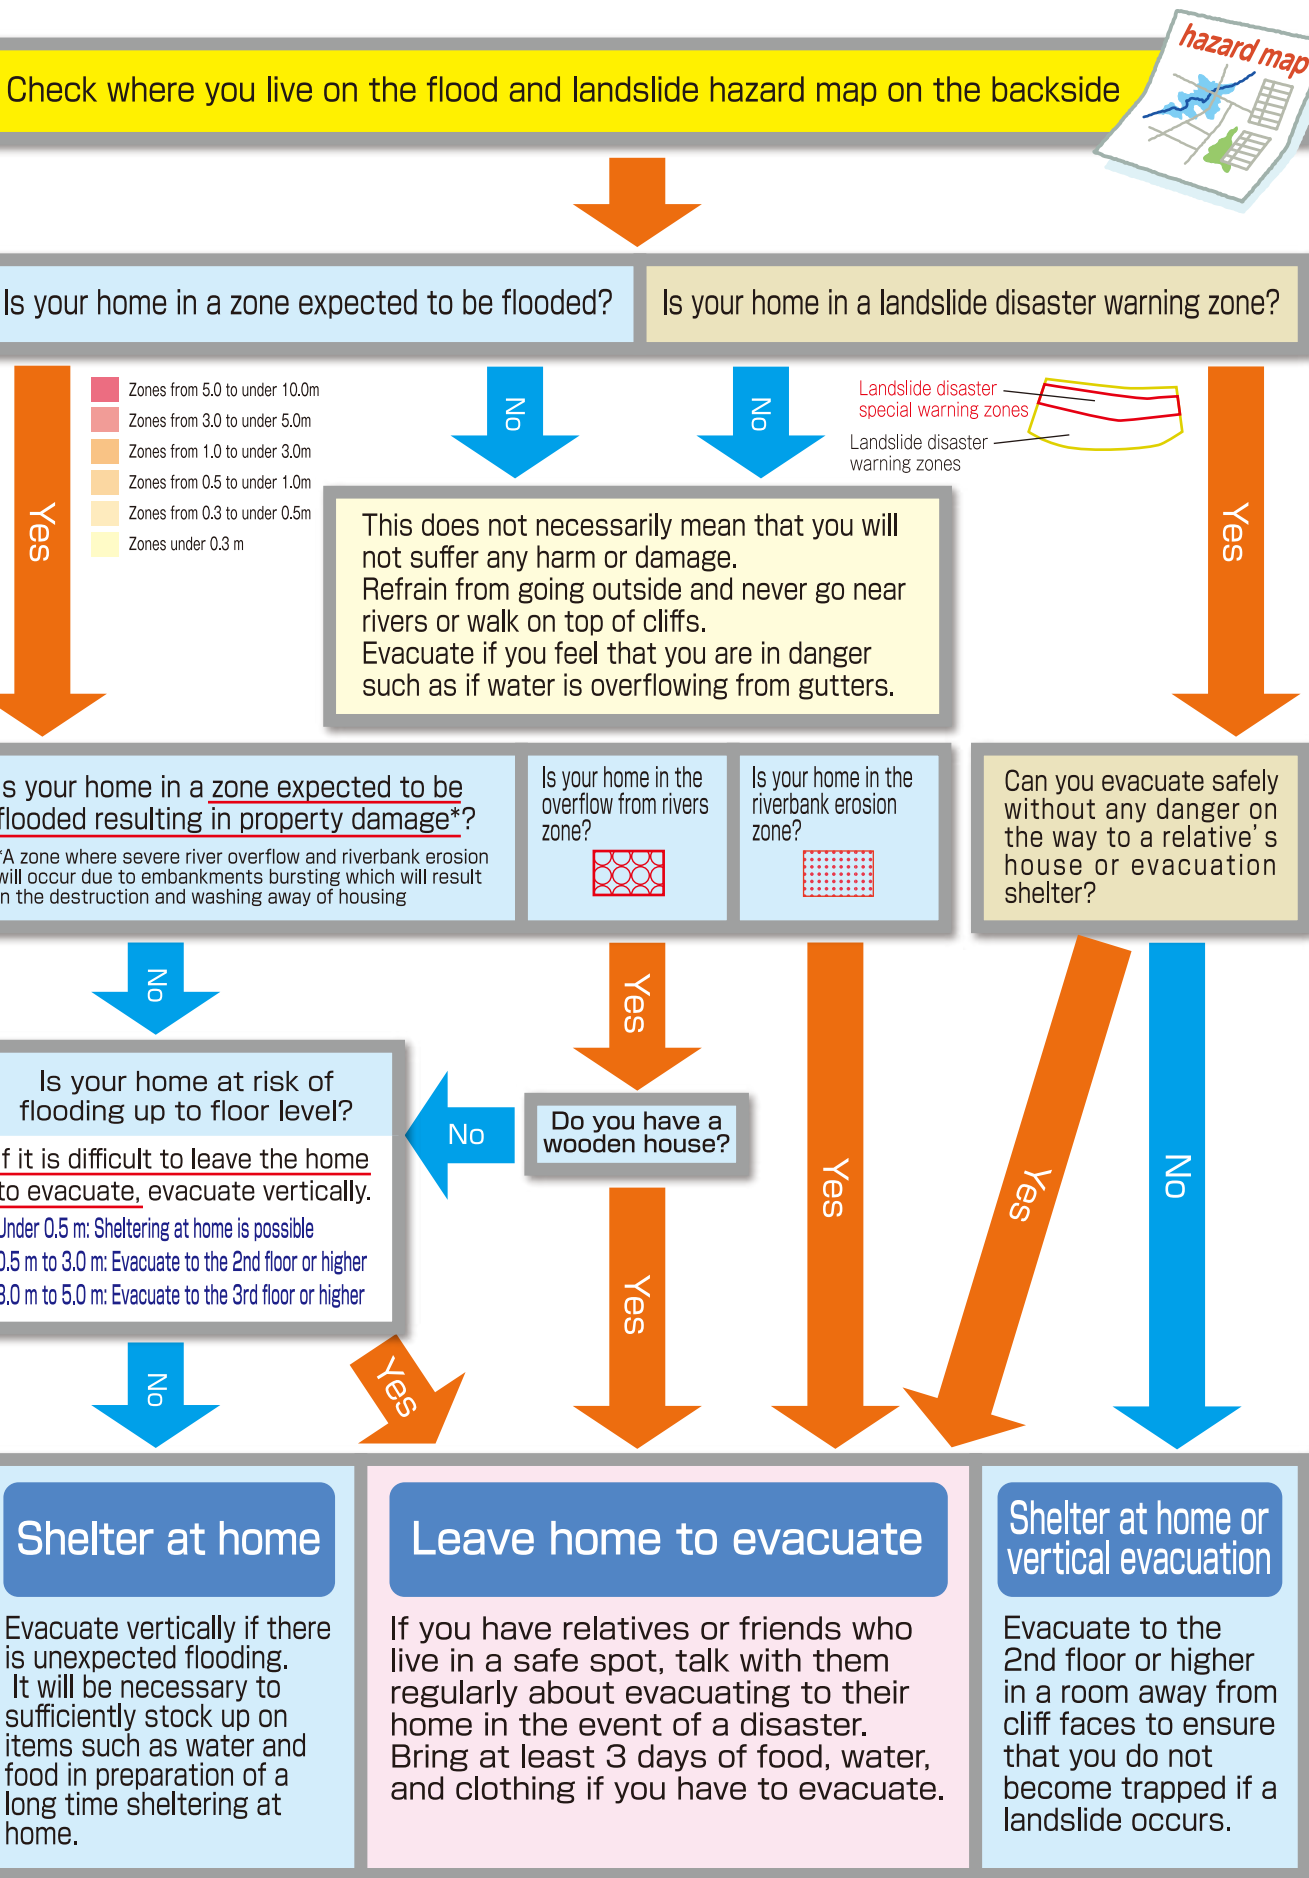 hazard map
Check where you live on the flood and landslide hazard map on the backside
Is your home in a zone expected to be flooded?
Is your home in a landslide disaster warning zone?
Yes
Zones from 5.0 to under 10.0m
Zones from 3.0 to under 5.0m
Zones from 1.0 to under 3.0m
Zones from 0.5 to under 1.0m
Zones from 0.3 to under 0.5m
Zones under 0.3 m
No
No
Landslide disaster
special warning zones
Landslide disaster
warning zones
Yes
This does not necessarily mean that you will
not suffer any harm or damage.
Refrain from going outside and never go near
rivers or walk on top of cliffs.
Evacuate if you feel that you are in danger
such as if water is overflowing from gutters.
Is your home in a zone expected to be
flooded resulting in property damage*?
*A zone where severe river overflow and riverbank erosion
will occur due to embankments bursting which will result
in the destruction and washing away of housing
Is your home in the
overflow from rivers
zone?
Is your home in the
riverbank erosion
zone?
Can you evacuate safely
without any danger on
the way to a relative's
house or evacuation
shelter?
No
Yes
Yes
Yes
No
Is your home at risk of
flooding up to floor level?
If it is difficult to leave the home
to evacuate, evacuate vertically.
Under 0.5 m: Sheltering at home is possible
0.5 m to 3.0 m: Evacuate to the 2nd floor or higher
3.0 m to 5.0 m: Evacuate to the 3rd floor or higher
No
Do you have a
wooden house?
Yes
No
Yes
Shelter at home
Evacuate vertically if there
is unexpected flooding.
It will be necessary to
sufficiently stock up on
items such as water and
food in preparation of a
long time sheltering at
home.
Leave home to evacuate
If you have relatives or friends who
live in a safe spot, talk with them
regularly about evacuating to their
home in the event of a disaster.
Bring at least 3 days of food, water,
and clothing if you have to evacuate.
Shelter at home or
vertical evacuation
Evacuate to the
2nd floor or higher
in a room away from
cliff faces to ensure
that you do not
become trapped if a
landslide occurs.